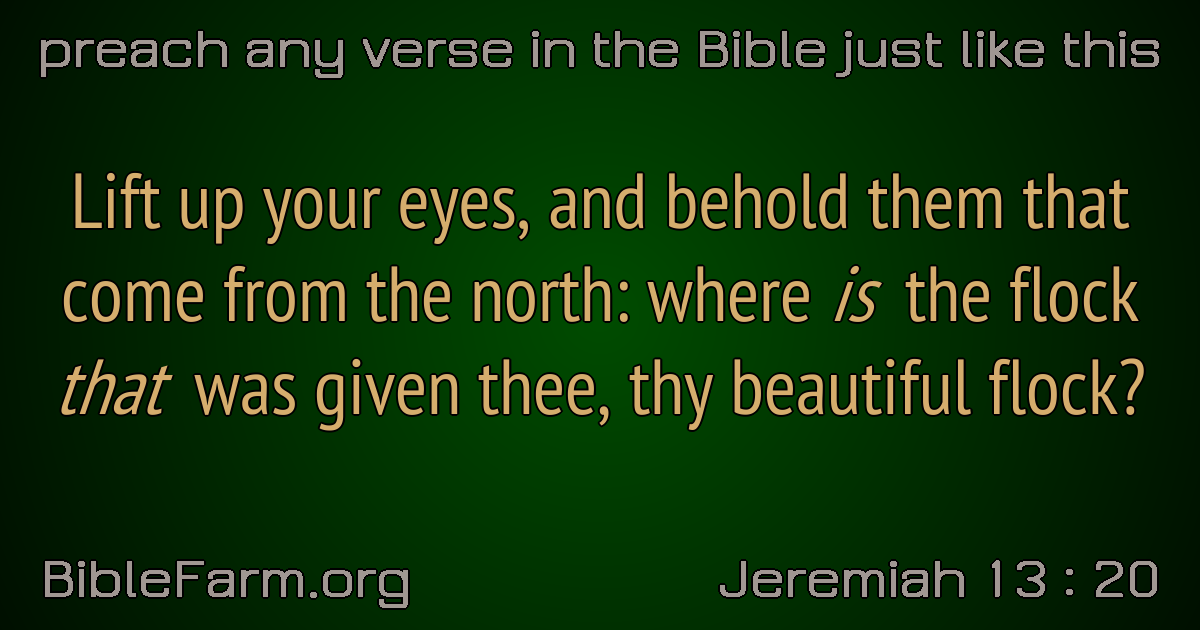 preach any verse in the Bible just like this
Lift up your eyes, and behold them that
come from the north: where is the flock
that was given thee, thy beautiful flock?
BibleFarm.org
Jeremiah 13 : 20